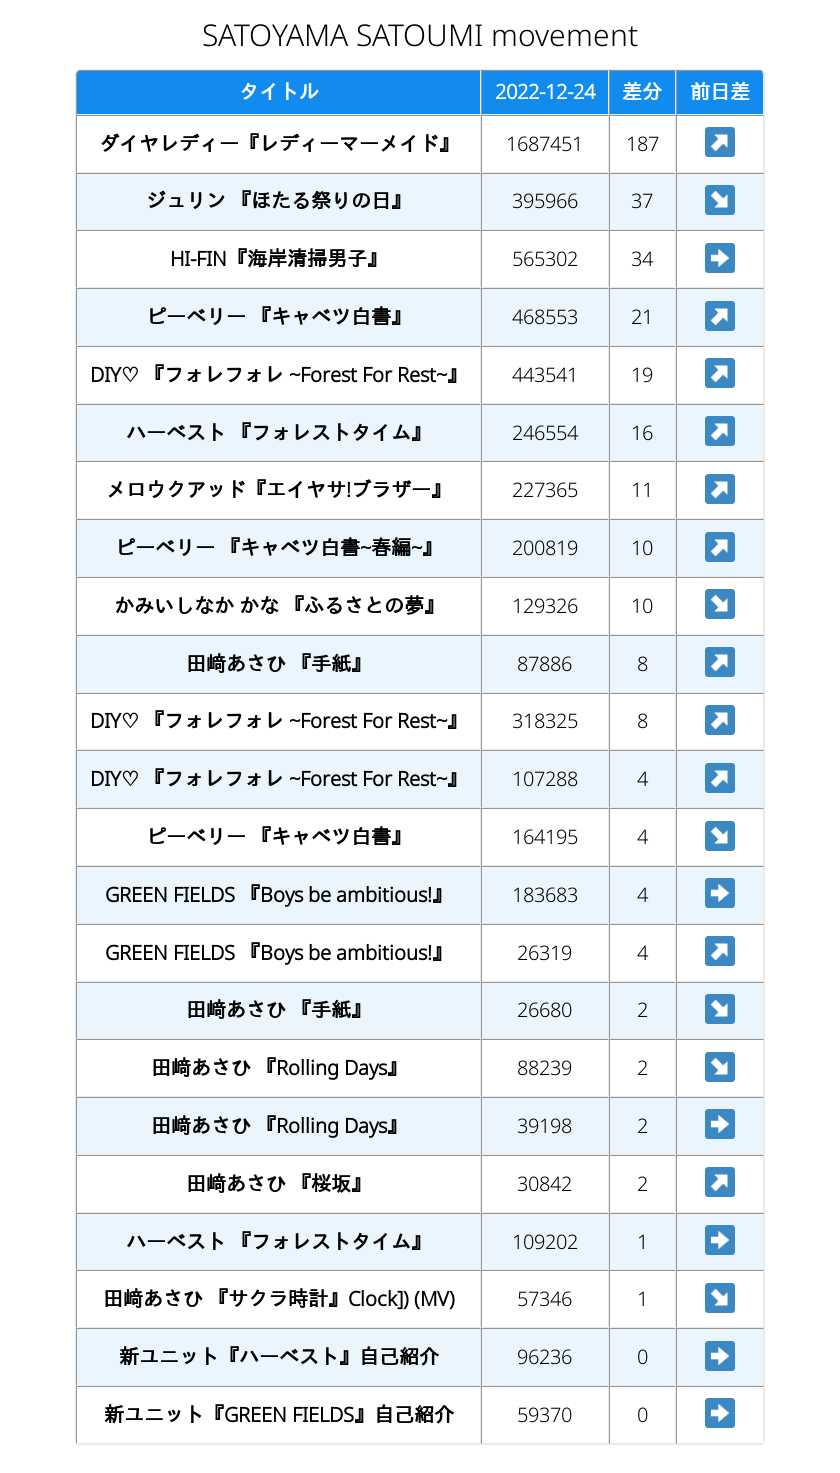 SATOYAMA SATOUMI movement
タイトル 2022-12-24 差分 前日差
ダイヤレディー『レディーマーメイド』 1687451 187 ↗
ジュリン 『ほたる祭りの日』 395966 37 ↘
HI-FIN『海岸清掃男子』 565302 34 ➡
ピーベリー 『キャベツ白書』 468553 21 ↗
DIY♡ 『フォレフォレ ~Forest For Rest~』 443541 19 ↗
ハーベスト 『フォレストタイム』 246554 16 ↗
メロウクアッド『エイヤサ!ブラザー』 227365 11 ↗
ピーベリー 『キャベツ白書~春編~』 200819 10 ↗
かみいしなか かな 『ふるさとの夢』 129326 10 ↘
田﨑あさひ 『手紙』 87886 8 ↗
DIY♡ 『フォレフォレ ~Forest For Rest~』 318325 8 ↗
DIY♡ 『フォレフォレ ~Forest For Rest~』 107288 4 ↗
ピーベリー 『キャベツ白書』 164195 4 ↘
GREEN FIELDS 『Boys be ambitious!』 183683 4 ➡
GREEN FIELDS 『Boys be ambitious!』 26319 4 ↗
田﨑あさひ 『手紙』 26680 2 ↘
田﨑あさひ 『Rolling Days』 88239 2 ↘
田﨑あさひ 『Rolling Days』 39198 2 ➡
田﨑あさひ 『桜坂』 30842 2 ↗
ハーベスト 『フォレストタイム』 109202 1 ➡
田﨑あさひ 『サクラ時計』Clock]) (MV) 57346 1 ↘
新ユニット『ハーベスト』自己紹介 96236 0 ➡
新ユニット『GREEN FIELDS』自己紹介 59370 0 ➡